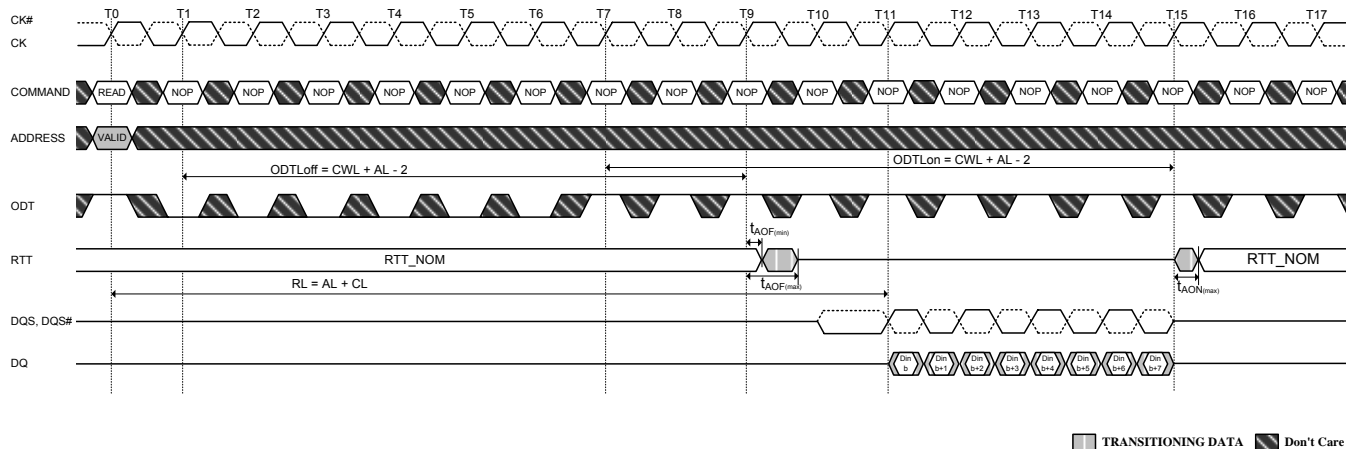 T0 T1 T2 T3 T4 T5 T6 T7 T8 T9 T10 T11 T12 T13 T14 T15 T16 T17
CK#
CK
COMMAND READ NOP NOP NOP NOP NOP NOP NOP NOP NOP NOP NOP NOP NOP NOP NOP NOP NOP
ADDRESS VALID
ODTLoff = CWL + AL - 2 ODTLon = CWL + AL - 2
ODT
tAOF(min)
RTT RTT_NOM RTT_NOM
tAOF(max) tAON(max)
RL = AL + CL
DQS, DQS#
DQ Din b Din b+1 Din b+2 Din b+3 Din b+4 Din b+5 Din b+6 Din b+7
TRANSITIONING DATA Don't Care